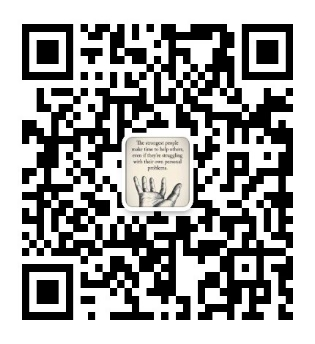 The strongest people
make time to help others,
even if they're struggling
with their own personal
problems.